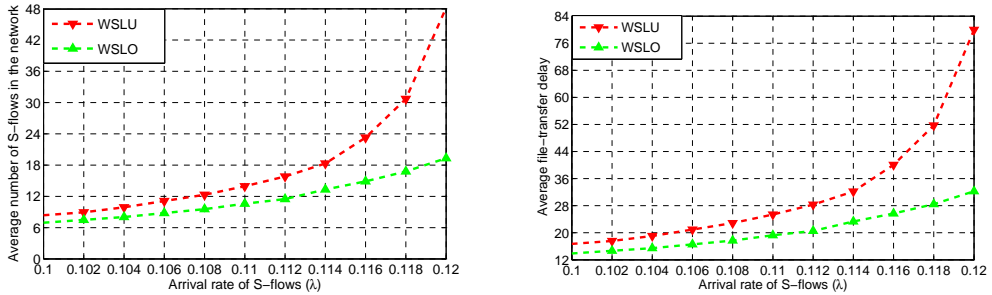 Average number of S−flows in the network
48
42
36
30
24
18
12
6
0
WSLU
WSLO
0.1 0.102 0.104 0.106 0.108 0.11 0.112 0.114 0.116 0.118 0.12
Arrival rate of S−flows (λ)
Average file−transfer delay
84
76
68
60
52
44
36
28
20
12
WSLU
WSLO
0.1 0.102 0.104 0.106 0.108 0.11 0.112 0.114 0.116 0.118 0.12
Arrival rate of S−flows (λ)